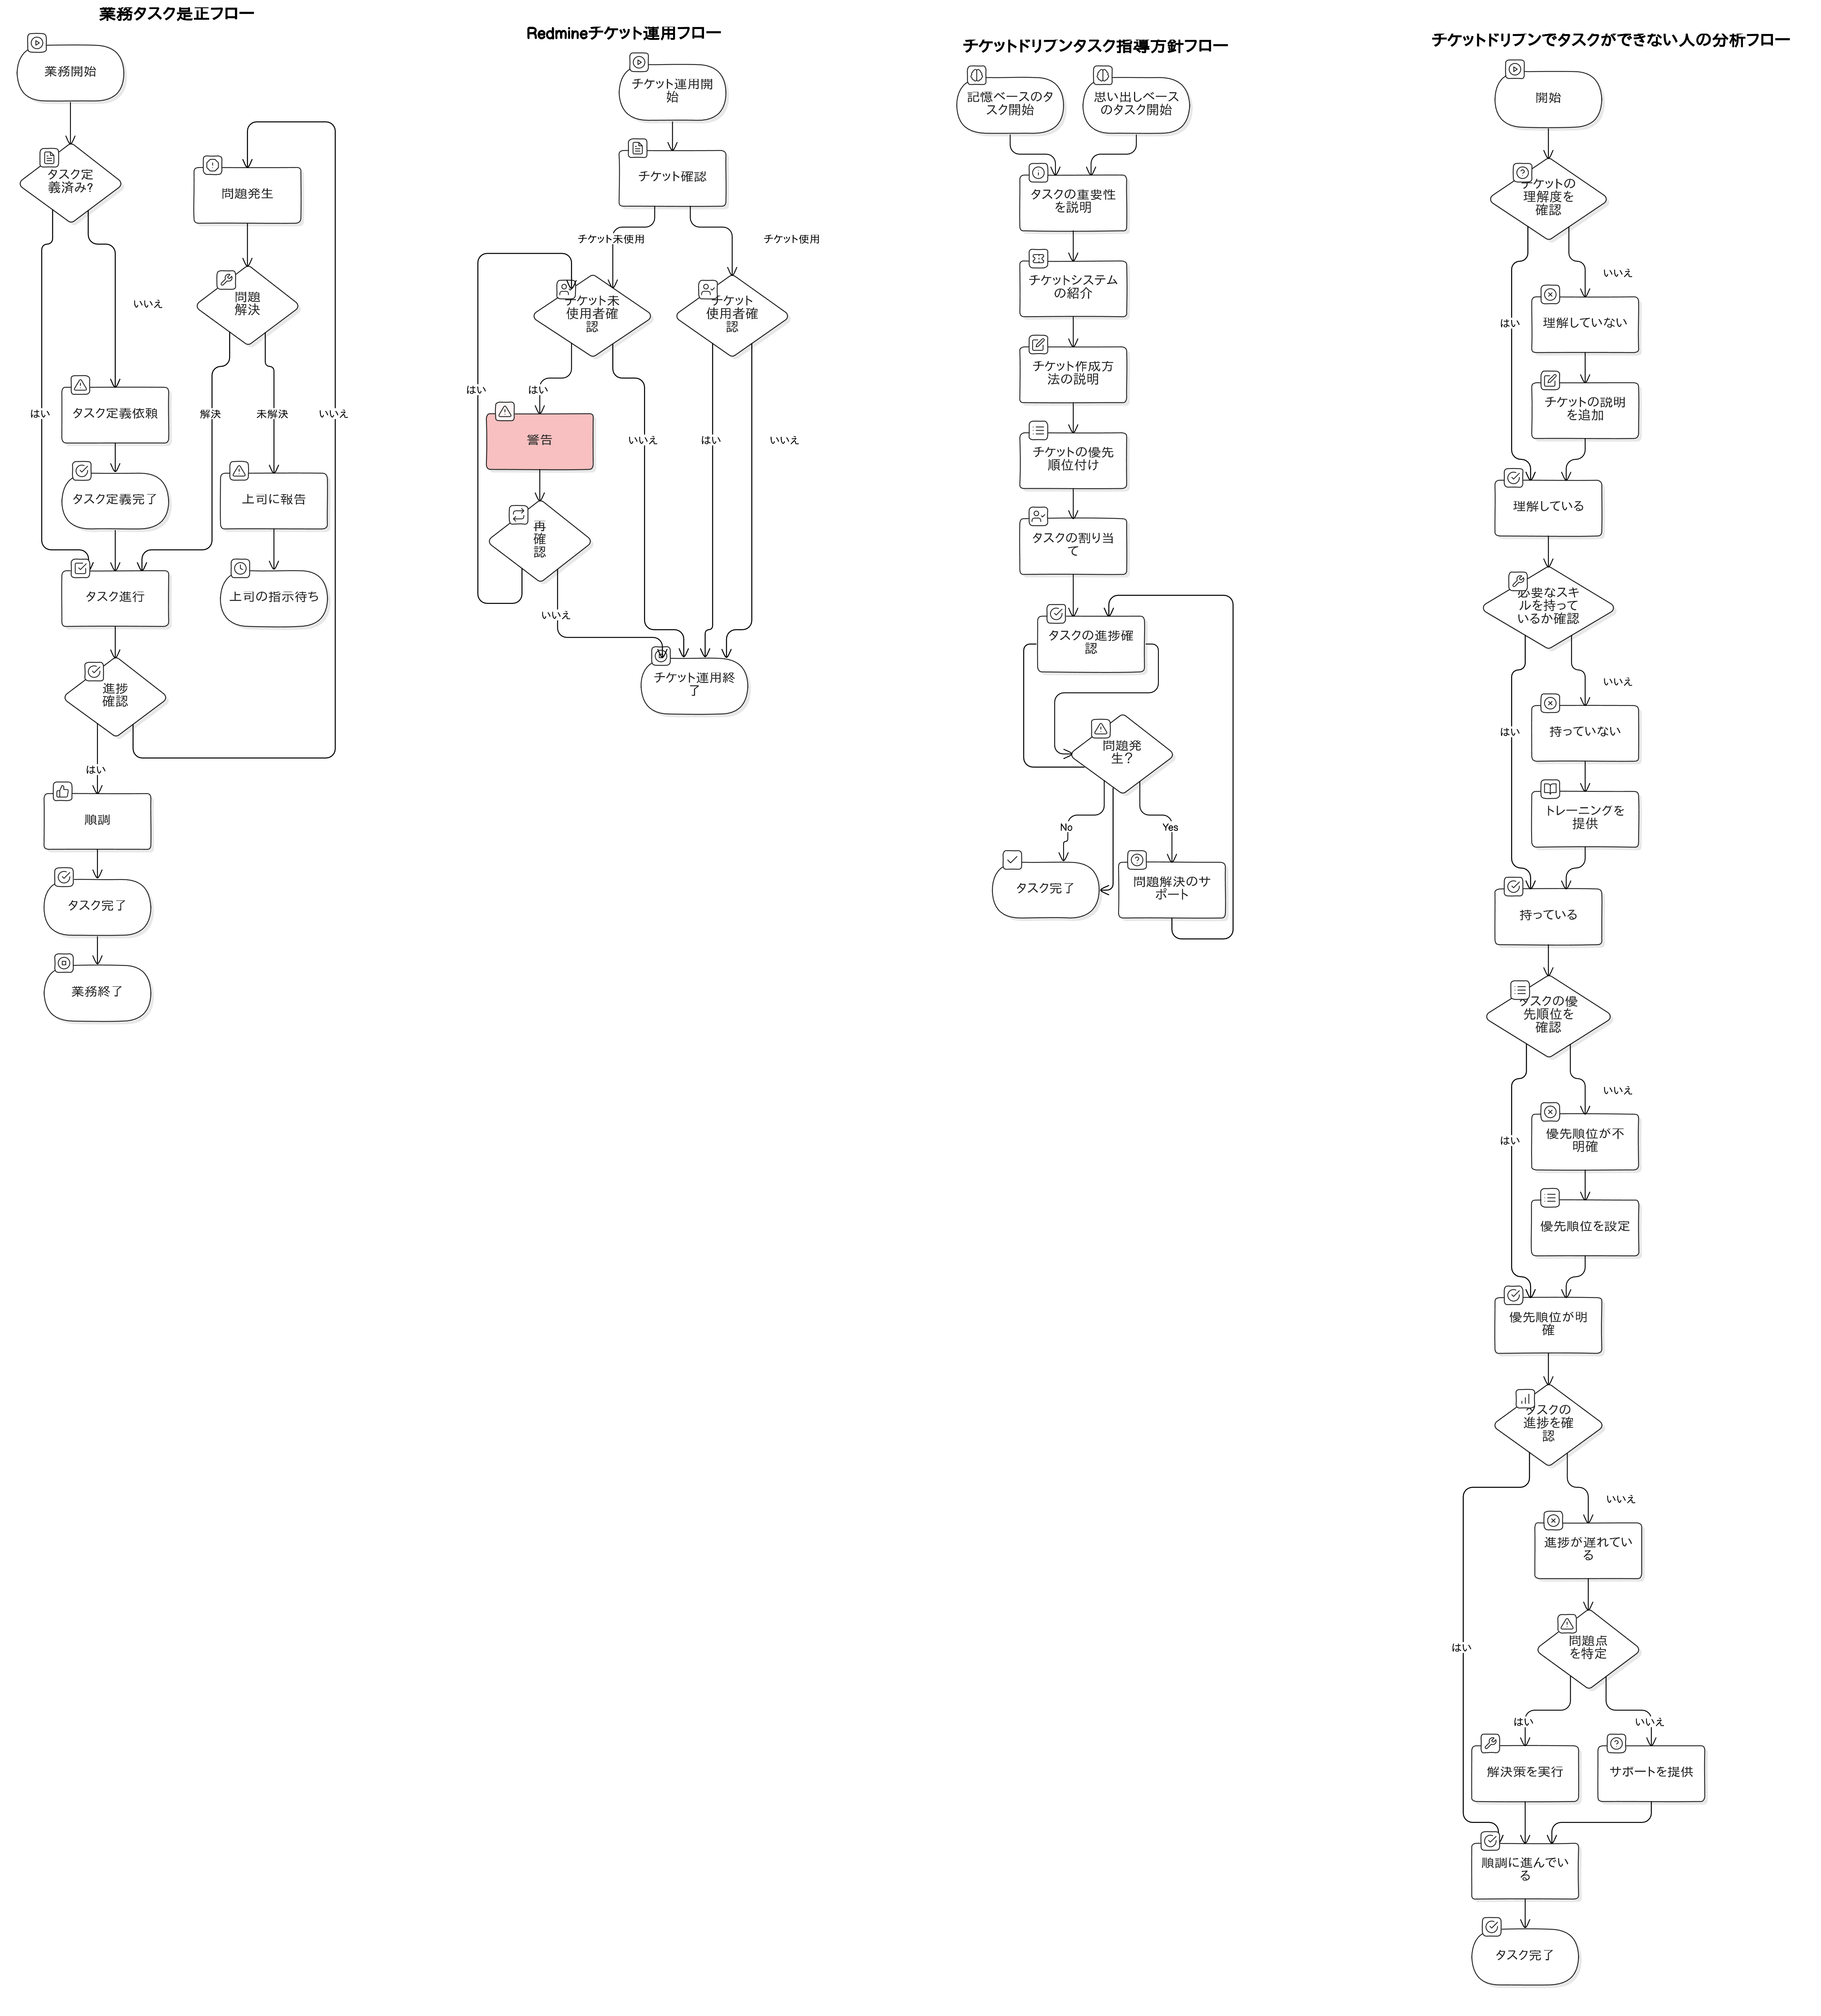 業務タスク是正フロー
業務開始
タスク定
義済み?
問題発生
いいえ
問題
解決
はい
タスク定義依頼
解決
未解決
いいえ
タスク定義完了
上司に報告
タスク進行
上司の指示待ち
進捗
確認
はい
順調
タスク完了
業務終了
Redmineチケット運用フロー
チケット運用開
始
チケット確認
チケット未使用
チケット使用
チケット未
使用者確
認
チケット
使用者確
認
はい
はい
警告
いいえ
はい
いいえ
再
確
認
いいえ
チケット運用終
了
チケットドリブンタスク指導方針フロー
記憶ベースのタ
スク開始
思い出しベース
のタスク開始
タスクの重要性
を説明
チケットシステム
の紹介
チケット作成方
法の説明
チケットの優先
順位付け
タスクの割り当
て
タスクの進捗確
認
問題発
生?
No
Yes
タスク完了
問題解決のサ
ポート
チケットドリブンでタスクができない人の分析フロー
開始
チケットの
理解度を
確認
いいえ
はい
理解していない
チケットの説明
を追加
理解している
必要なスキ
ルを持って
いるか確認
いいえ
はい
持っていない
トレーニングを
提供
持っている
タスクの優
先順位を
確認
いいえ
はい
優先順位が不
明確
優先順位を設定
優先順位が明
確
タスクの
進捗を確
認
いいえ
進捗が遅れてい
る
はい
問題点
を特定
はい
いいえ
解決策を実行
サポートを提供
順調に進んでい
る
タスク完了